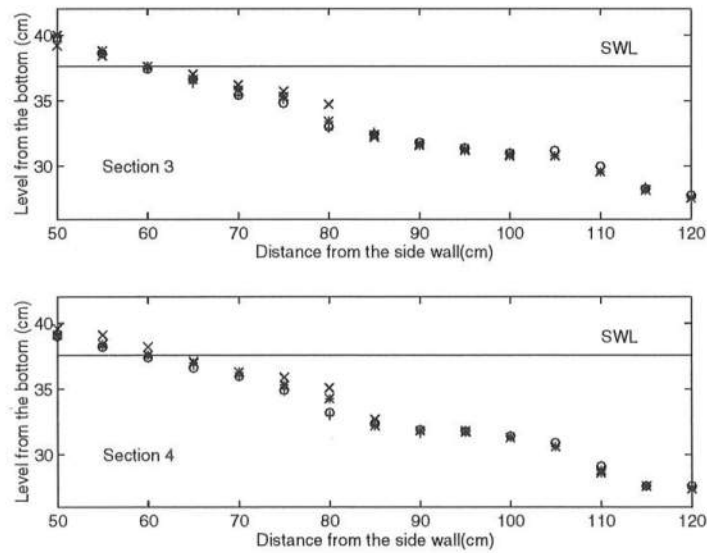 Level from the bottom (cm)
40
35
30
SWL
Section 3
50 60 70 80 90 100 110 120
Distance from the side wall(cm)
Level from the bottom (cm)
40
35
30
SWL
Section 4
50 60 70 80 90 100 110 120
Distance from the side wall(cm)